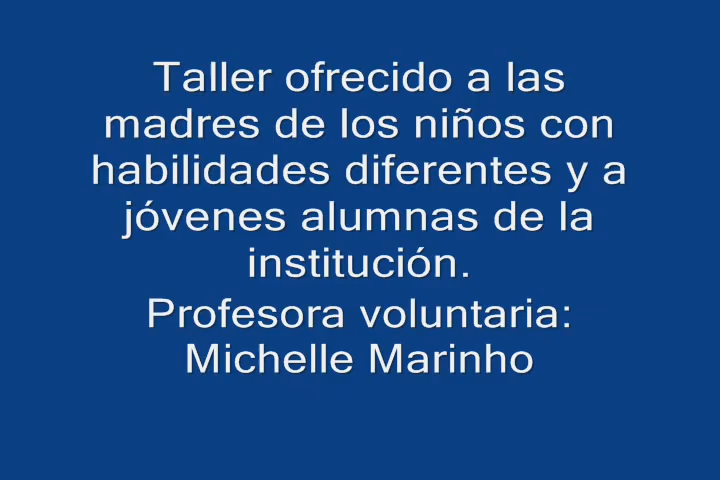 Taller ofrecido a las
madres de los niños con
habilidades diferentes y a
jóvenes alumnas de la
institución.
Profesora voluntaria:
Michelle Marinho